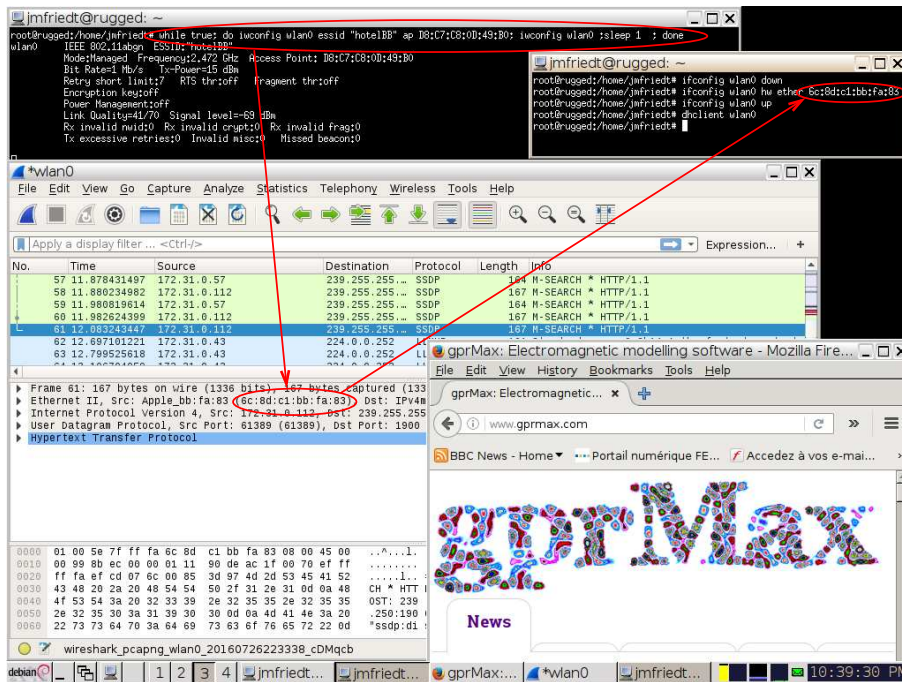 jmfriedt@rugged: ~
root@rugged:/home/jmfriedt# while true; do iwconfig wlan0 essid "hotelBB" ap D8:C7:C8:0D:49:B0; iwconfig wlan0 ;sleep 1 ; done
wlan0 IEEE 802.11abgn ESSID:"hotelBB"
Mode:Managed Frequency:2.472 GHz Access Point: D8:C7:C8:0D:49:B0
Bit Rate=1 Mb/s Tx-Power=15 dBm
Retry short limit:7 RTS thr:off Fragment thr:off
Encryption key:off
Power Management:off
Link Quality=41/70 Signal level=-69 dBm
Rx invalid nwid:0 Rx invalid crypt:0 Rx invalid frag:0
Tx excessive retries:0 Invalid misc:0 Missed beacon:0
jmfriedt@rugged: ~
root@rugged:/home/jmfriedt# ifconfig wlan0 down
root@rugged:/home/jmfriedt# ifconfig wlan0 hw ether 6c:8d:c1:bb:fa:83
root@rugged:/home/jmfriedt# ifconfig wlan0 up
root@rugged:/home/jmfriedt# dhclient wlan0
root@rugged:/home/jmfriedt#
*wlan0
File Edit View Go Capture Analyze Statistics Telephony Wireless Tools Help
Apply a display filter ... <Ctrl-/> Expression... +
No. Time Source Destination Protocol Length Info
57 11.878431497 172.31.0.57 239.255.255... SSDP 164 M-SEARCH * HTTP/1.1
58 11.880234982 172.31.0.112 239.255.255... SSDP 167 M-SEARCH * HTTP/1.1
59 11.980819614 172.31.0.57 239.255.255... SSDP 164 M-SEARCH * HTTP/1.1
60 11.982624399 172.31.0.112 239.255.255... SSDP 167 M-SEARCH * HTTP/1.1
61 12.083243447 172.31.0.112 239.255.255... SSDP 167 M-SEARCH * HTTP/1.1
62 12.697101221 172.31.0.43 224.0.0.252
63 12.799525618 172.31.0.43 224.0.0.252
Frame 61: 167 bytes on wire (1336 bits), 167 bytes captured (133
Ethernet II, Src: Apple_bb:fa:83 (6c:8d:c1:bb:fa:83), Dst: IPv4m
Internet Protocol Version 4, Src: 172.31.0.112, Dst: 239.255.255
User Datagram Protocol, Src Port: 61389 (61389), Dst Port: 1900
Hypertext Transfer Protocol
0000 01 00 5e 7f ff fa 6c 8d c1 bb fa 83 08 00 45 00 ..^...l.
0010 00 99 8b ec 00 00 01 11 90 de ac 1f 00 70 ef ff ........
0020 ff fa ef cd 07 6c 00 85 3d 97 4d 2d 53 45 41 52 .....l..
0030 43 48 20 2a 20 48 54 54 50 2f 31 2e 31 0d 0a 48 CH * HTT
0040 4f 53 54 3a 20 32 33 39 2e 32 35 35 2e 32 35 35 OST: 239
0050 2e 32 35 30 3a 31 39 30 30 0d 0a 4d 41 4e 3a 20 .250:190
0060 22 73 73 64 70 3a 64 69 73 63 6f 76 65 72 22 0d "ssdp:di
wireshark_pcapng_wlan0_20160726223338_cDMqcb
gprMax: Electromagnetic modelling software - Mozilla Fire...
File Edit View History Bookmarks Tools Help
gprMax: Electromagnetic...
www.gprmax.com
BBC News - Home Portail numérique FE... Accedez à vos e-mai...
gprMax
News
debian 1 2 3 4 jmfriedt... jmfriedt... gprMax:... *wlan0 jmfriedt... 10:39:30 PM